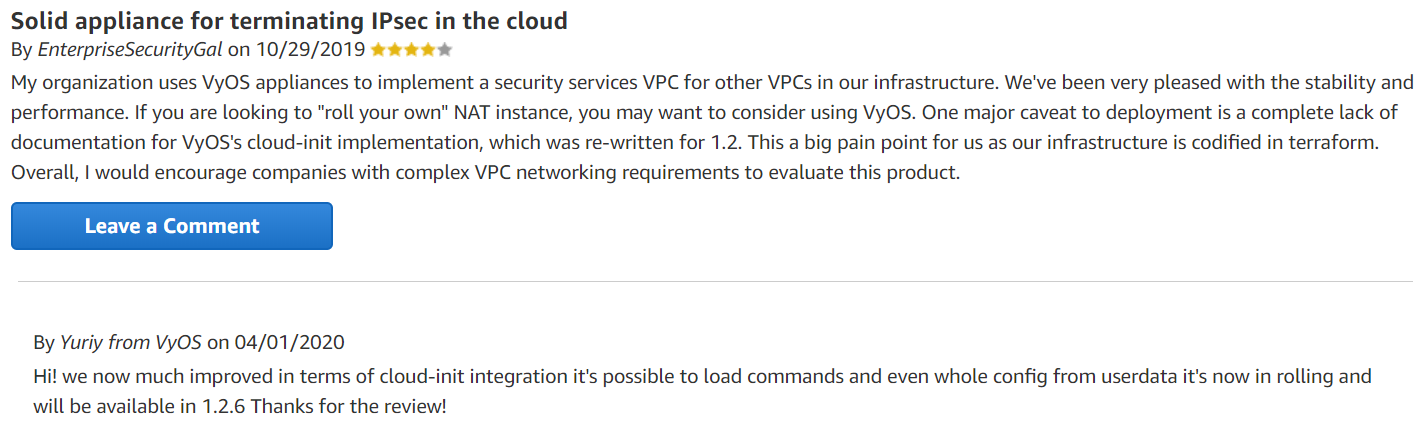 Solid appliance for terminating IPsec in the cloud
By EnterpriseSecurityGal on 10/29/2019
My organization uses VyOS appliances to implement a security services VPC for other VPCs in our infrastructure. We've been very pleased with the stability and
performance. If you are looking to "roll your own" NAT instance, you may want to consider using VyOS. One major caveat to deployment is a complete lack of
documentation for VyOS's cloud-init implementation, which was re-written for 1.2. This a big pain point for us as our infrastructure is codified in terraform.
Overall, I would encourage companies with complex VPC networking requirements to evaluate this product.
Leave a Comment
By Yuriy from VyOS on 04/01/2020
Hi! we now much improved in terms of cloud-init integration it's possible to load commands and even whole config from userdata it's now in rolling and
will be available in 1.2.6 Thanks for the review!